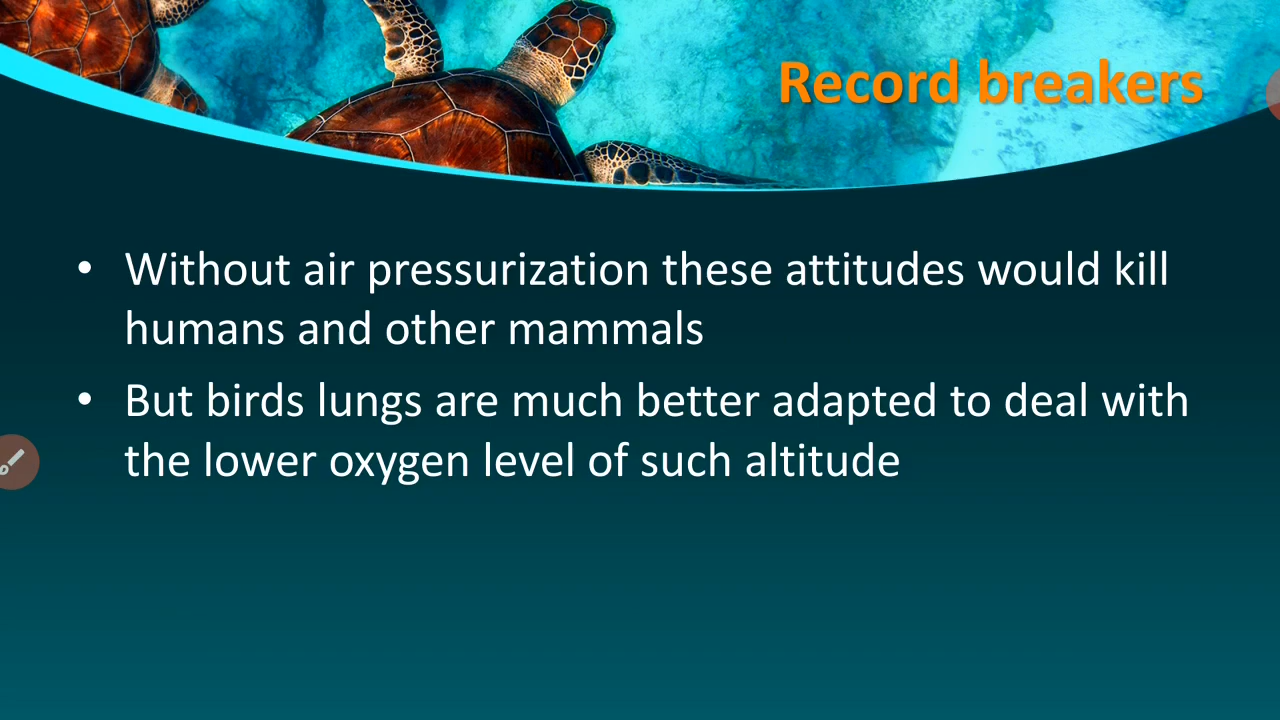 Record breakers
• Without air pressurization these attitudes would kill
humans and other mammals
• But birds lungs are much better adapted to deal with
the lower oxygen level of such altitude